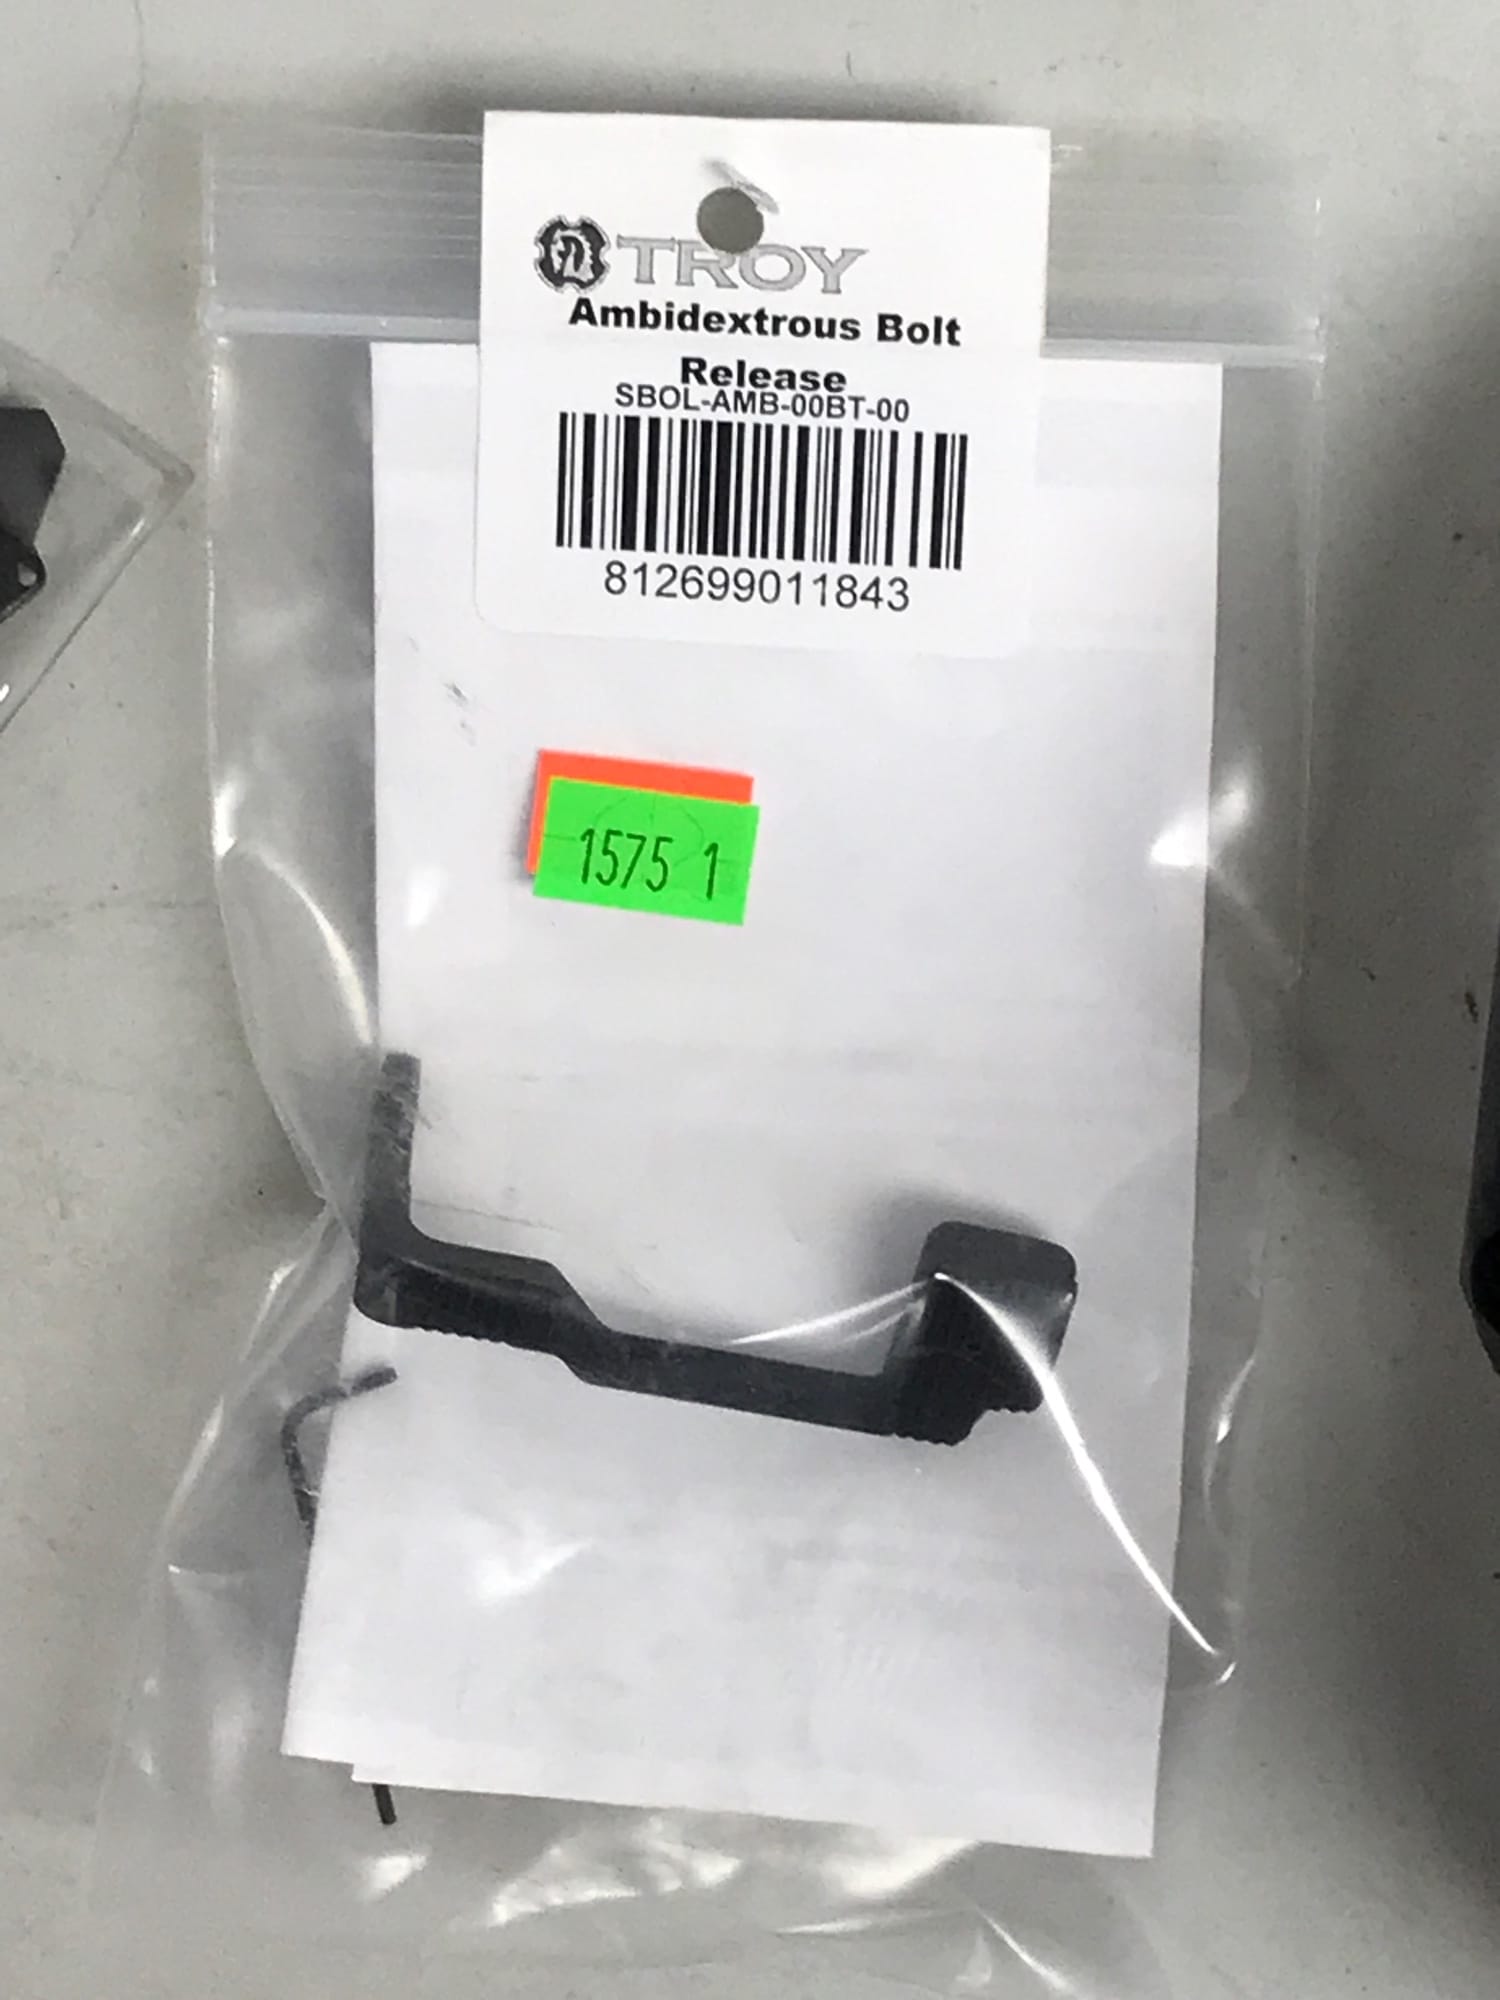 TROY
Ambidextrous Bolt
Release
SBOL-AMB-00BT-00
812699011843
1575 1